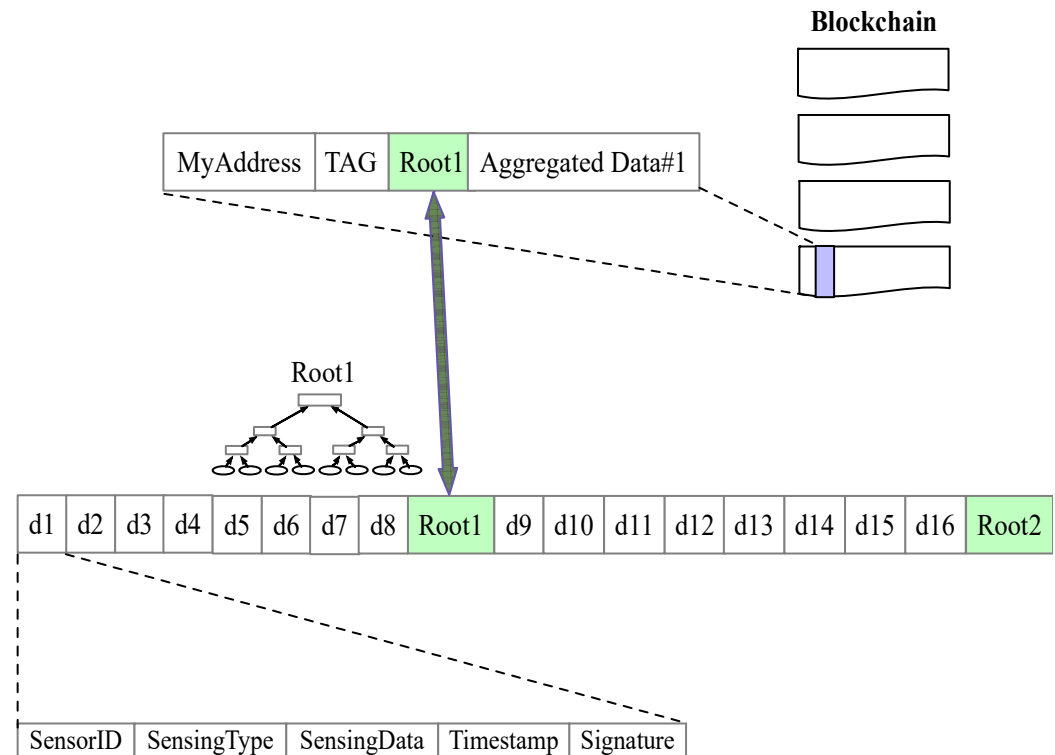 Blockchain
MyAddress TAG Root1 Aggregated Data#1
Root1
d1 d2 d3 d4 d5 d6 d7 d8 Root1 d9 d10 d11 d12 d13 d14 d15 d16 Root2
SensorID SensingType SensingData Timestamp Signature